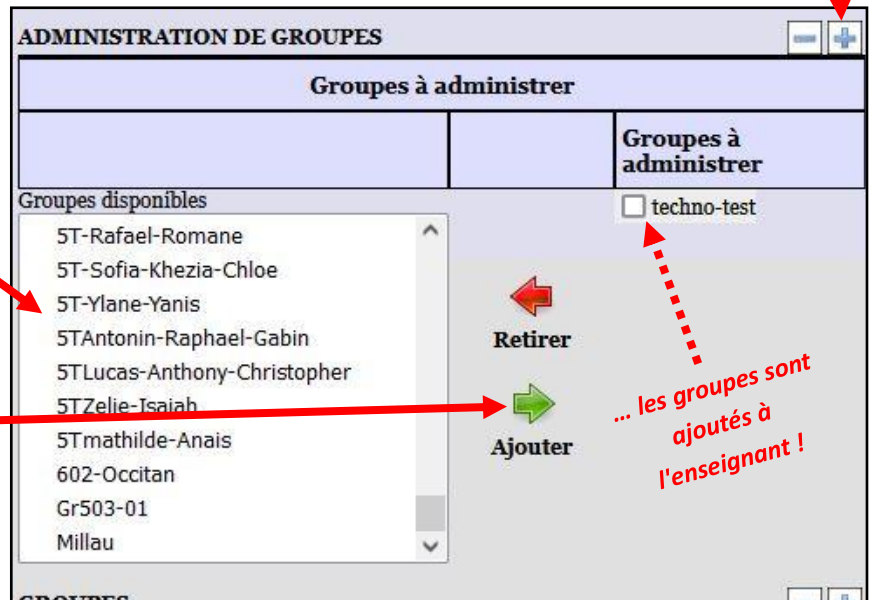 ADMINISTRATION DE GROUPES
Groupes à administrer
Groupes à
administrer
Groupes disponibles
techno-test
5T-Rafael-Romane
5T-Sofia-Khezia-Chloe
5T-Ylane-Yanis
5TAntonin-Raphael-Gabin
5TLucas-Anthony-Christopher
5TZelie-Isaiah
5Tmathilde-Anais
602-Occitan
Gr503-01
Millau
Retirer
Ajouter
... les groupes sont
ajoutés à
l'enseignant !
GROUPES